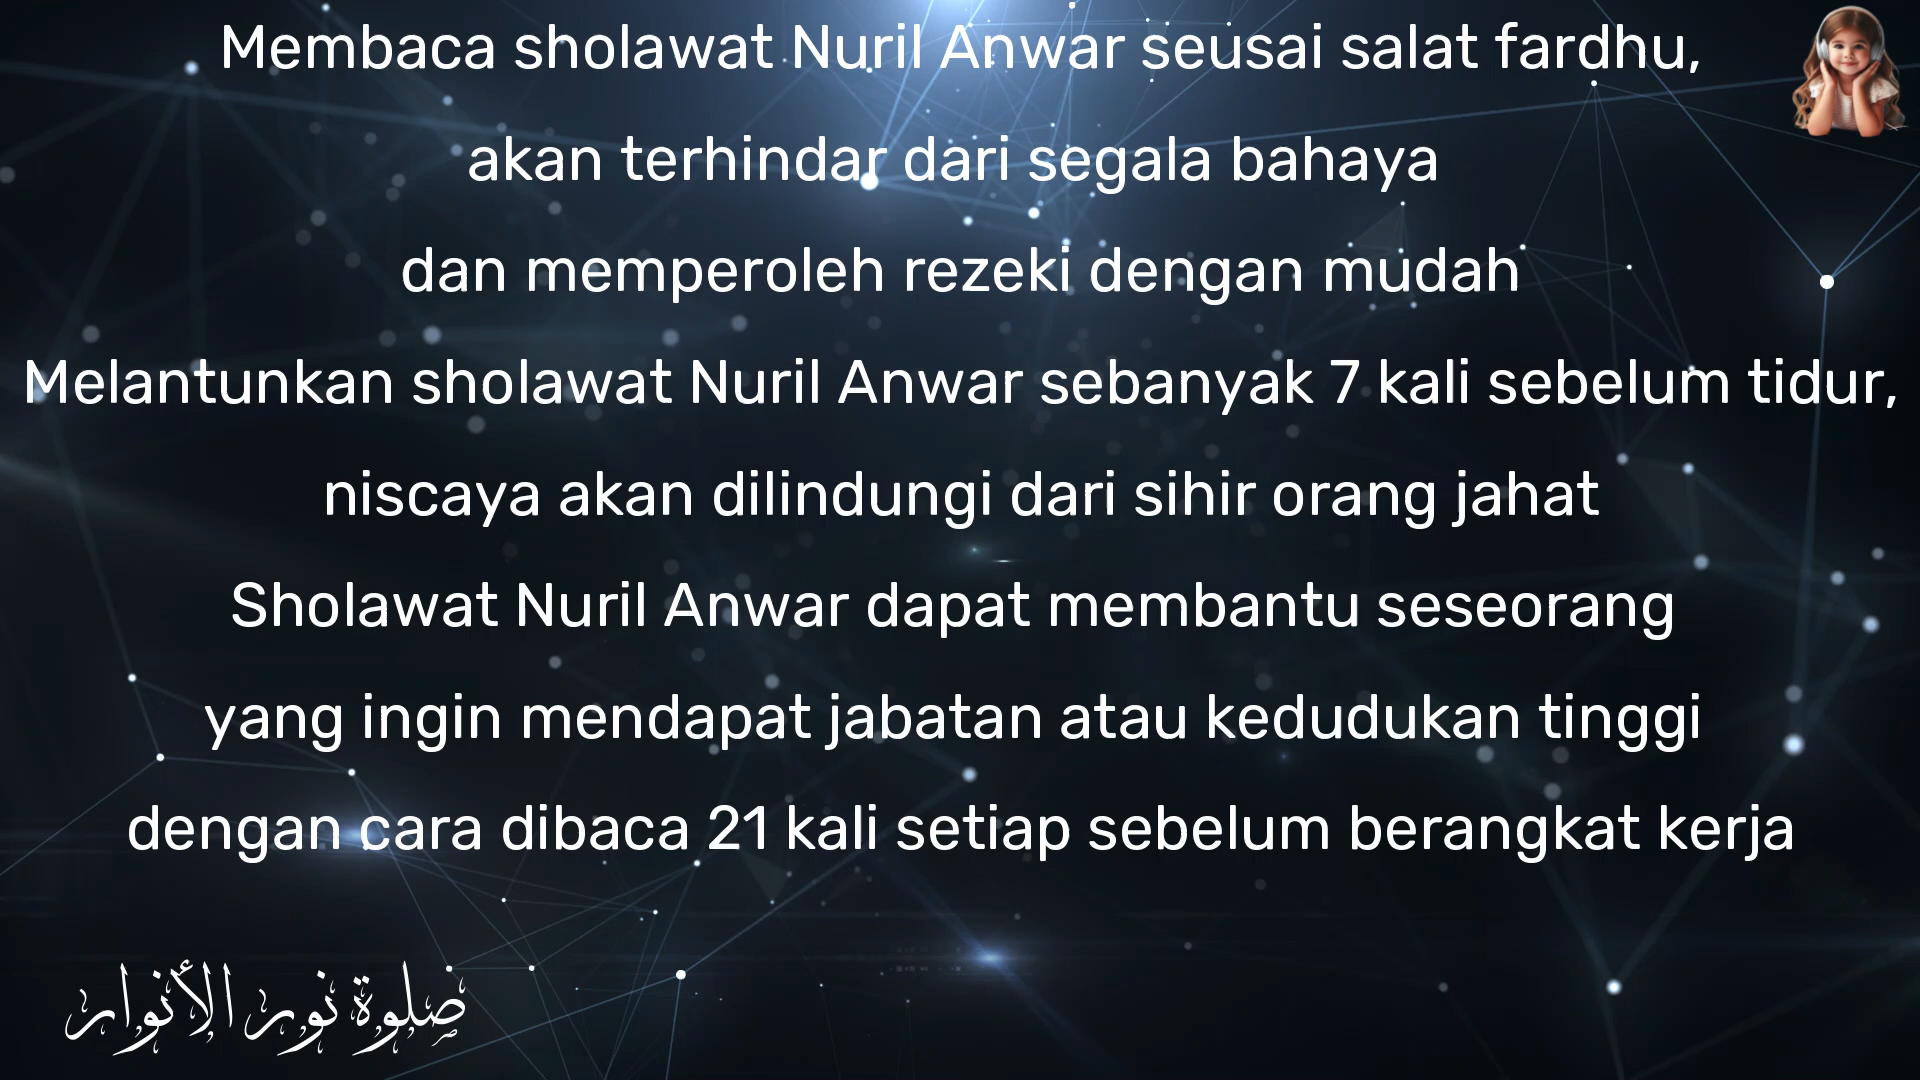 Membaca sholawat Nuril Anwar seusai salat fardhu,
akan terhindar dari segala bahaya
dan memperoleh rezeki dengan mudah
Melantunkan sholawat Nuril Anwar sebanyak 7 kali sebelum tidur,
niscaya akan dilindungi dari sihir orang jahat
Sholawat Nuril Anwar dapat membantu seseorang
yang ingin mendapat jabatan atau kedudukan tinggi
dengan cara dibaca 21 kali setiap sebelum berangkat kerja
صلوة نور الأنوار